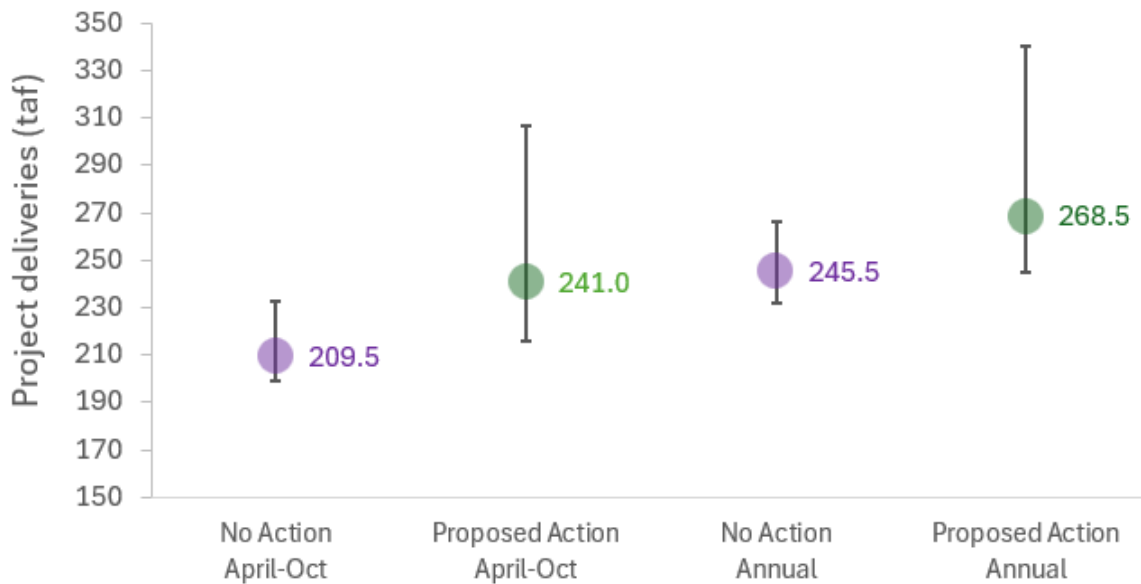 Project deliveries (taf)
350
330
310
290
270
250
230
210
190
170
150
209.5
241.0
245.5
268.5
No Action
April-Oct
Proposed Action
April-Oct
No Action
Annual
Proposed Action
Annual